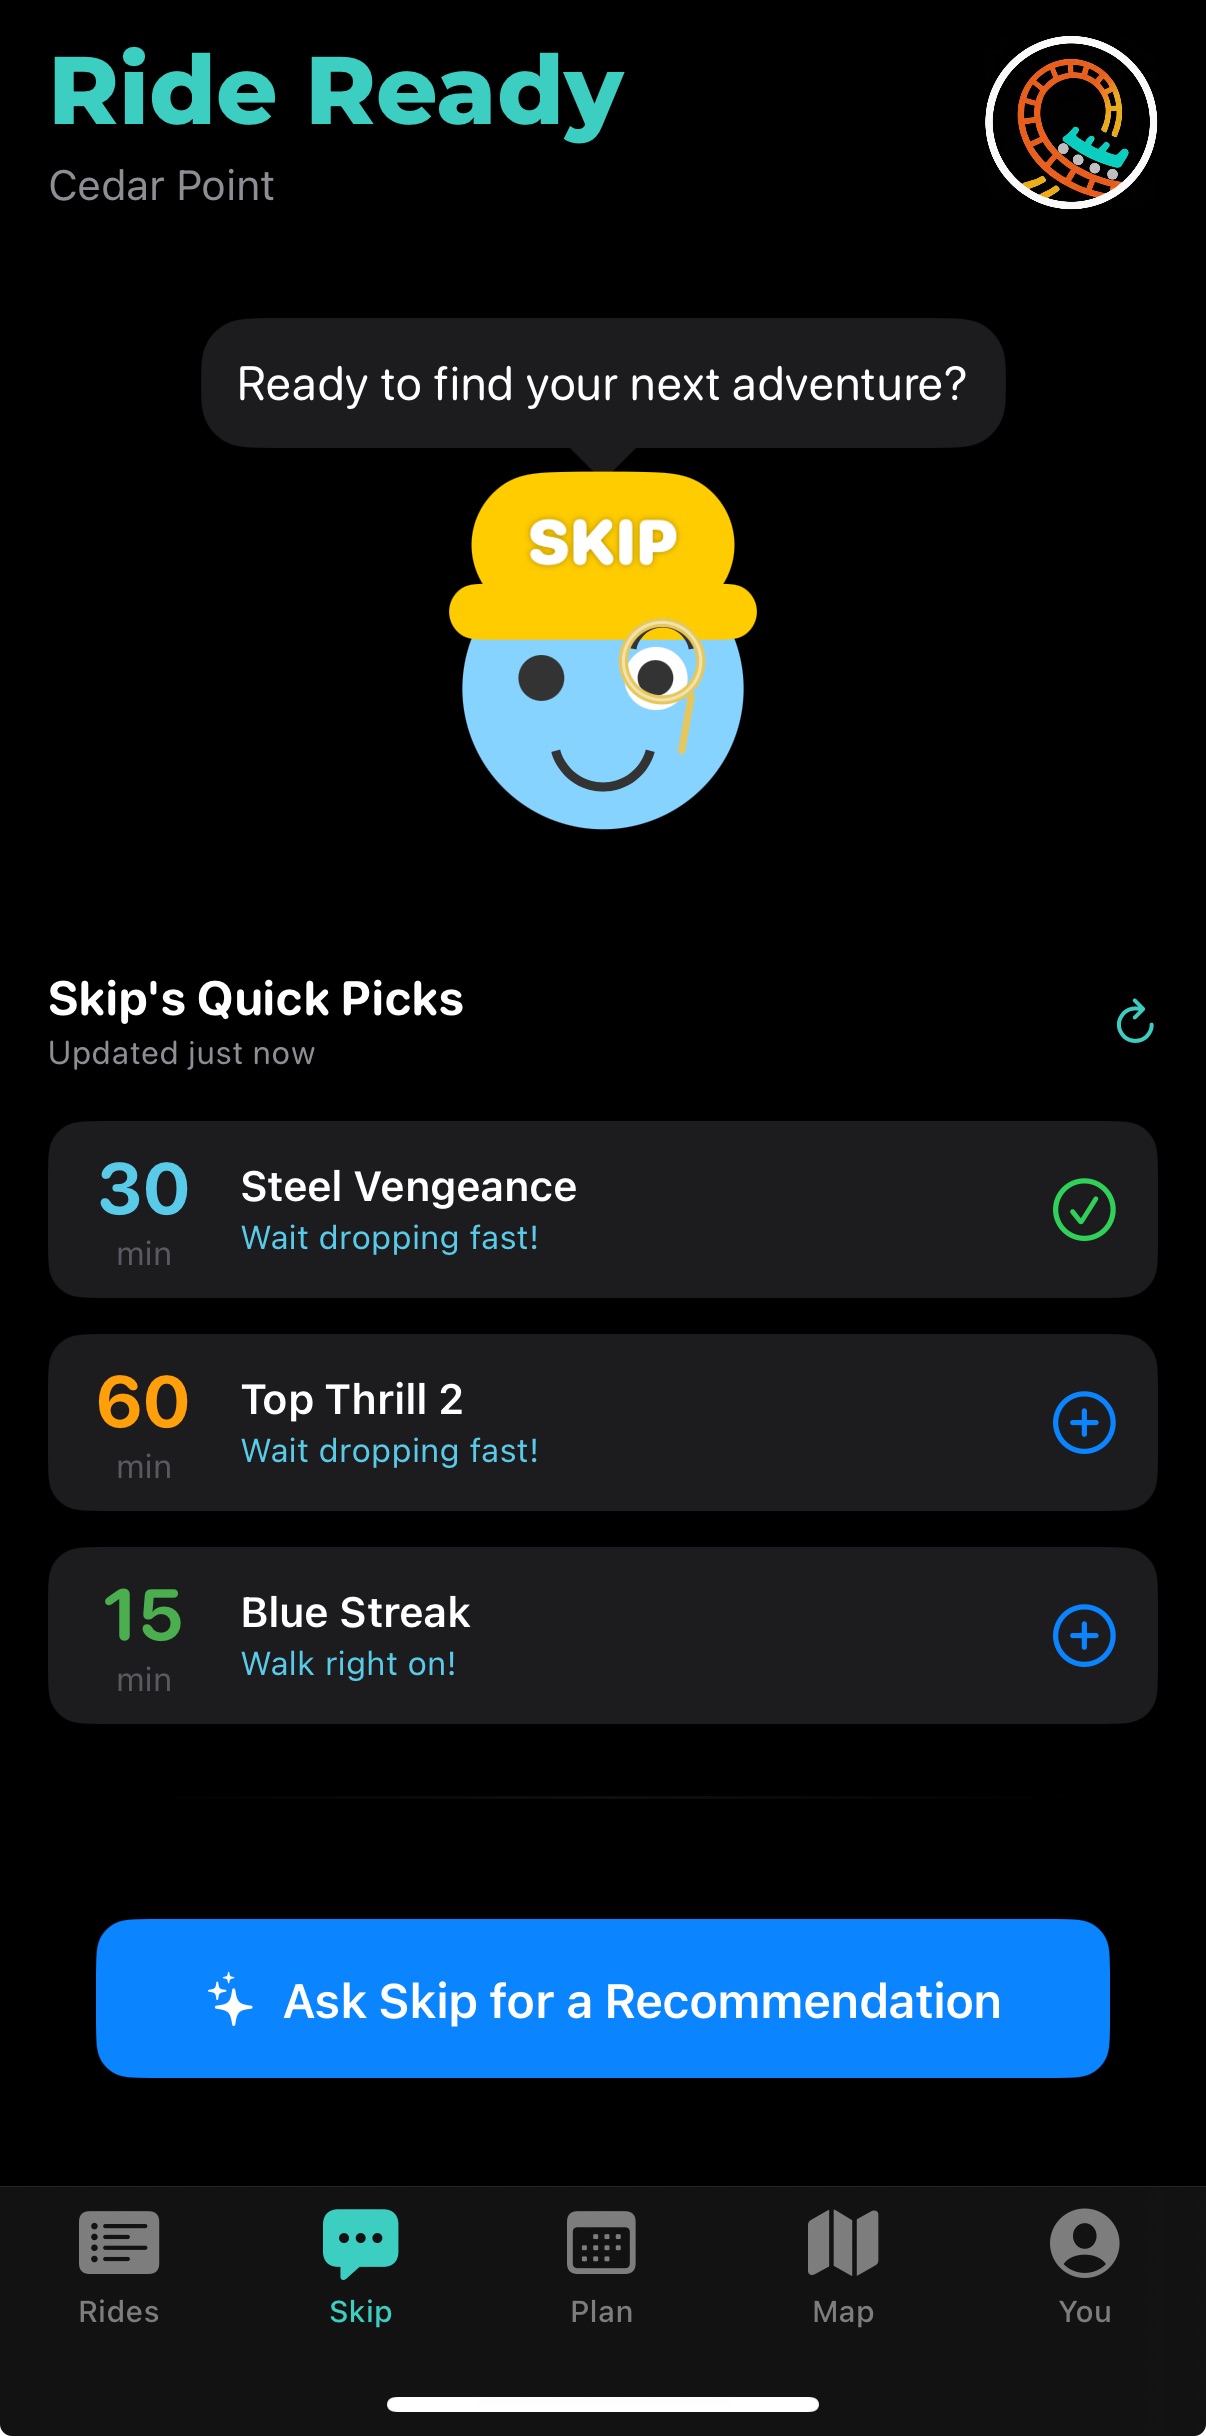 Ride Ready
Cedar Point
Ready to find your next adventure?
SKIP
Skip's Quick Picks
Updated just now
30
min
Steel Vengeance
Wait dropping fast!
60
min
Top Thrill 2
Wait dropping fast!
15
min
Blue Streak
Walk right on!
Ask Skip for a Recommendation
Rides
Skip
Plan
Map
You